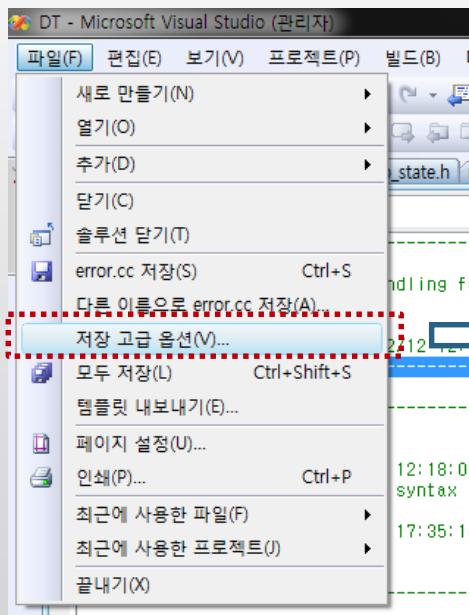 DT - Microsoft Visual Studio (관리자)
파일(F) 편집(E) 보기(V) 프로젝트(P) 빌드(B)
새로 만들기(N)
열기(O)
추가(D)
_state.h
닫기(C)
솔루션 닫기(T)
error.cc 저장(S) Ctrl+S
ndling f
다른 이름으로 error.cc 저장(A)...
저장 고급 옵션(V)...
모두 저장(L) Ctrl+Shift+S
템플릿 내보내기(E)...
페이지 설정(U)...
인쇄(P)... Ctrl+P
12:18:0
syntax
최근에 사용한 파일(F)
17:35:1
최근에 사용한 프로젝트(J)
끝내기(X)